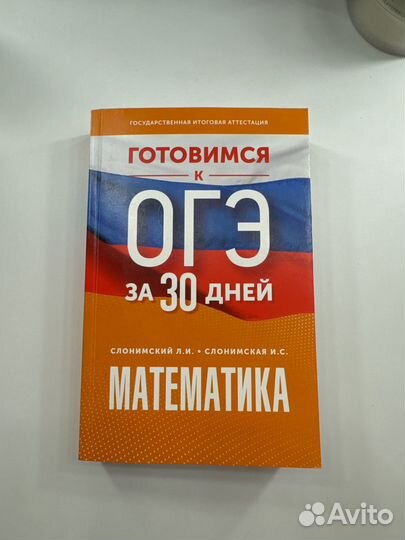 ГОСУДАРСТВЕННАЯ ИТОГОВАЯ АТТЕСТАЦИЯ
ГОТОВИМСЯ
К
ОГЭ
ЗА 30 ДНЕЙ
СЛОНИМСКИЙ Л.И. • СЛОНИМСКАЯ И.С.
МАТЕМАТИКА
Avito